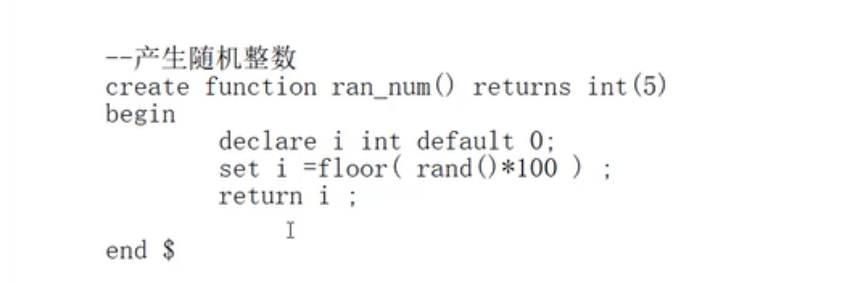 --产生随机整数
create function ran_num() returns int(5)
begin
declare i int default 0;
set i =floor( rand()*100 ) ;
return i ;
end $